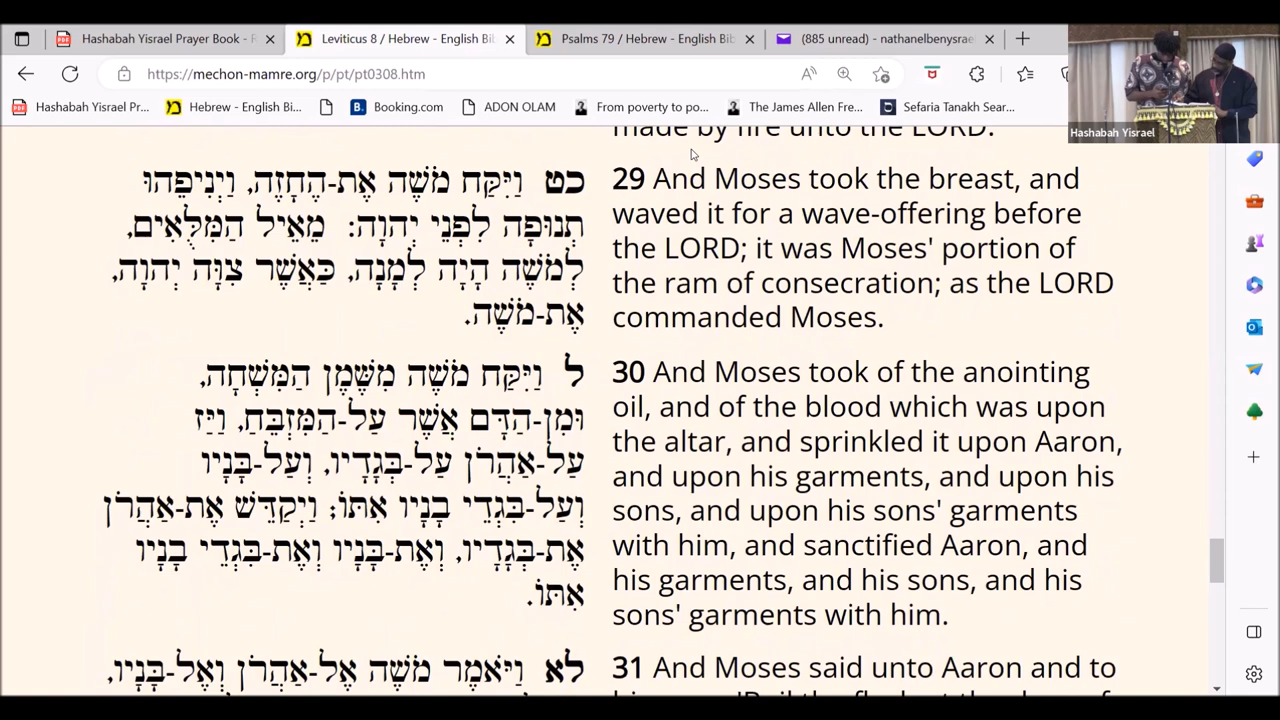 Hashabah Yisrael Prayer Book - R
Leviticus 8 / Hebrew - English Bib
Psalms 79 / Hebrew - English Bib
(885 unread) - nathanelbenysrae
https://mechon-mamre.org/p/pt/pt0308.htm
Hashabah Yisrael Pr...
Hebrew - English Bi...
Booking.com
ADON OLAM
From poverty to po...
The James Allen Fre...
Sefaria Tanakh Sear...
Hashabah Yisrael
made by fire unto the LORD.
כט וַיִּקַּח מֹשֶׁה אֶת-הֶחָזֶה, וַיְנִיפֵהוּ
תְנוּפָה לִפְנֵי יְהוָה: מֵאֵיל הַמִּלֻּאִים,
לְמֹשֶׁה הָיָה לְמָנָה, כַּאֲשֶׁר צִוָּה יְהוָה,
אֶת-מֹשֶׁה.
29 And Moses took the breast, and
waved it for a wave-offering before
the LORD; it was Moses' portion of
the ram of consecration; as the LORD
commanded Moses.
ל וַיִּקַּח מֹשֶׁה מִשֶּׁמֶן הַמִּשְׁחָה,
וּמִן-הַדָּם אֲשֶׁר עַל-הַמִּזְבֵּחַ, וַיַּז
עַל-אַהֲרֹן עַל-בְּגָדָיו, וְעַל-בָּנָיו
וְעַל-בִּגְדֵי בָנָיו אִתּוֹ; וַיְקַדֵּשׁ אֶת-אַהֲרֹן
אֶת-בְּגָדָיו, וְאֶת-בָּנָיו וְאֶת-בִּגְדֵי בָנָיו
אִתּוֹ.
30 And Moses took of the anointing
oil, and of the blood which was upon
the altar, and sprinkled it upon Aaron,
and upon his garments, and upon his
sons, and upon his sons' garments
with him, and sanctified Aaron, and
his garments, and his sons, and his
sons' garments with him.
לא וַיֹּאמֶר מֹשֶׁה אֶל-אַהֲרֹן וְאֶל-בָּנָיו,
31 And Moses said unto Aaron and to